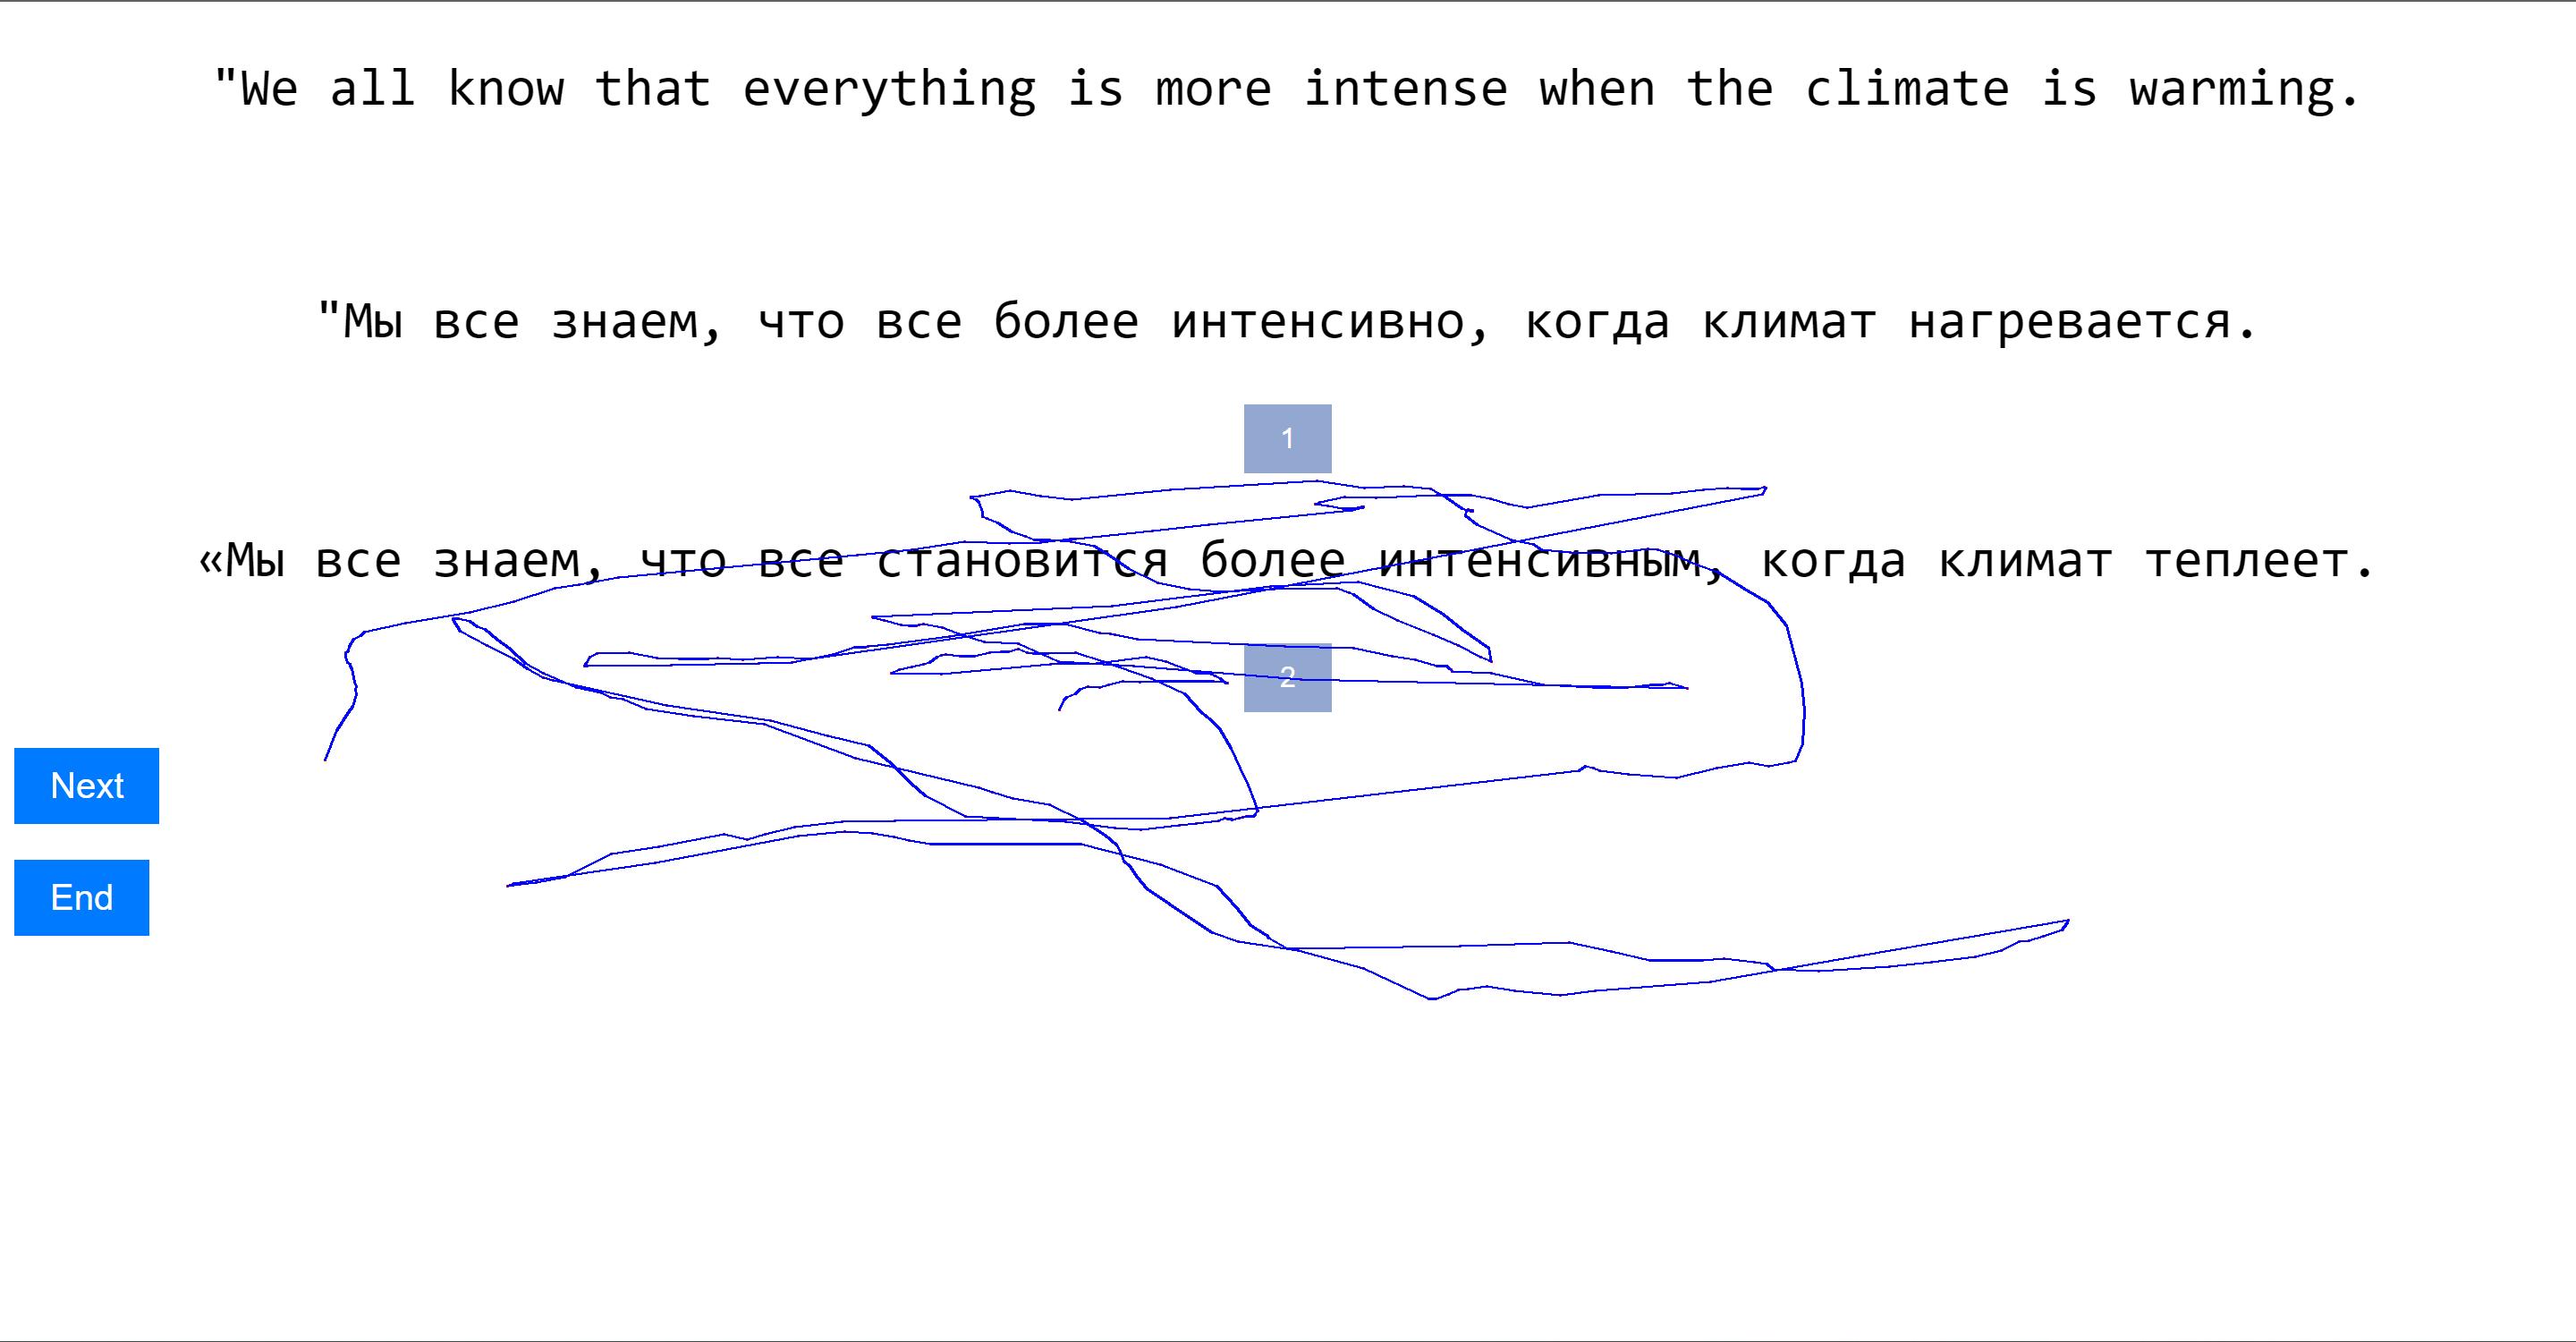 "We all know that everything is more intense when the climate is warming.
"Мы все знаем, что все более интенсивно, когда климат нагревается.
1
«Мы все знаем, что все становится более интенсивным, когда климат теплеет.
2
Next
End